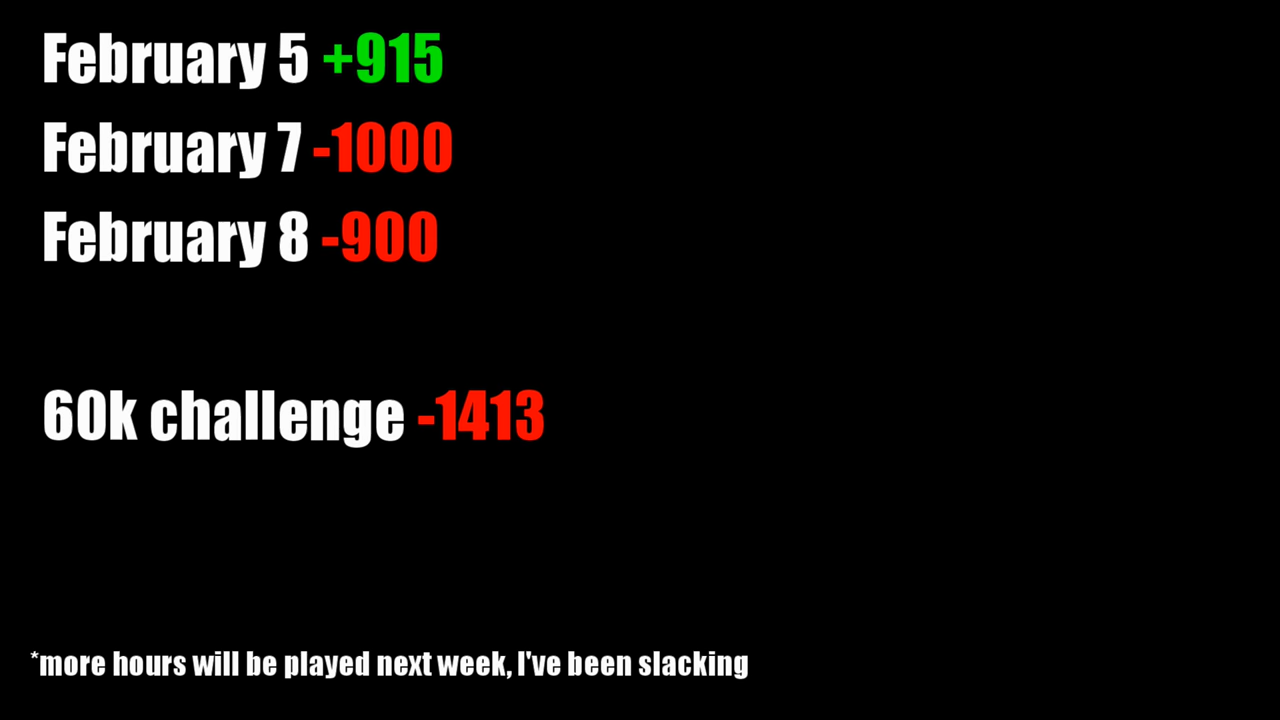 February 5 +915
February 7 -1000
February 8 -900
60k challenge -1413
*more hours will be played next week, I've been slacking